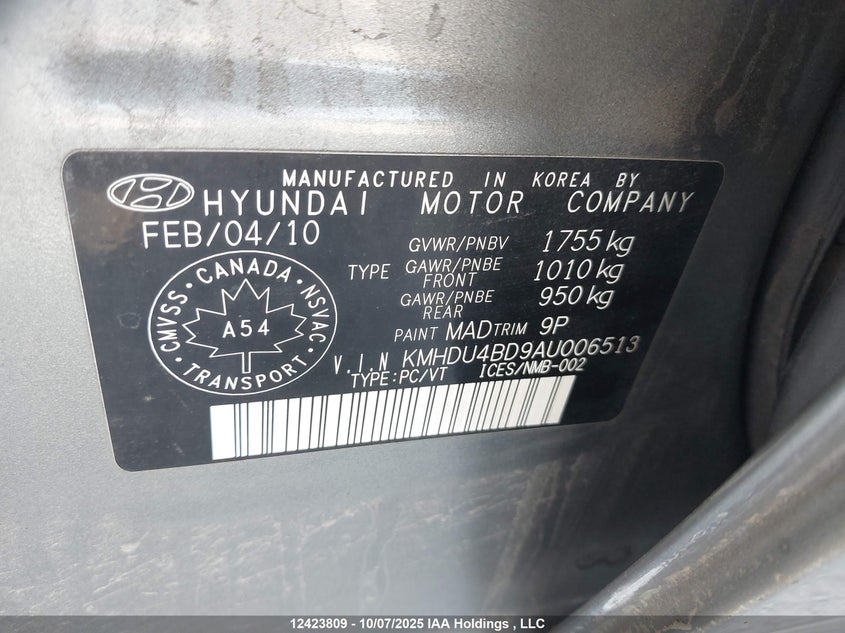 MANUFACTURED IN KOREA BY
HYUNDAI MOTOR COMPANY
FEB/04/10
GVWR/PNBV 1755 kg
TYPE GAWR/PNBE FRONT 1010 kg
GAWR/PNBE REAR 950 kg
PAINT MAD TRIM 9P
V.I.N KMHDU4BD9AU006513
TYPE:PC/VT ICES/NMB-002
CMVSS · CANADA · NSVAC · TRANSPORT ·
A54
12423809 - 10/07/2025 IAA Holdings , LLC